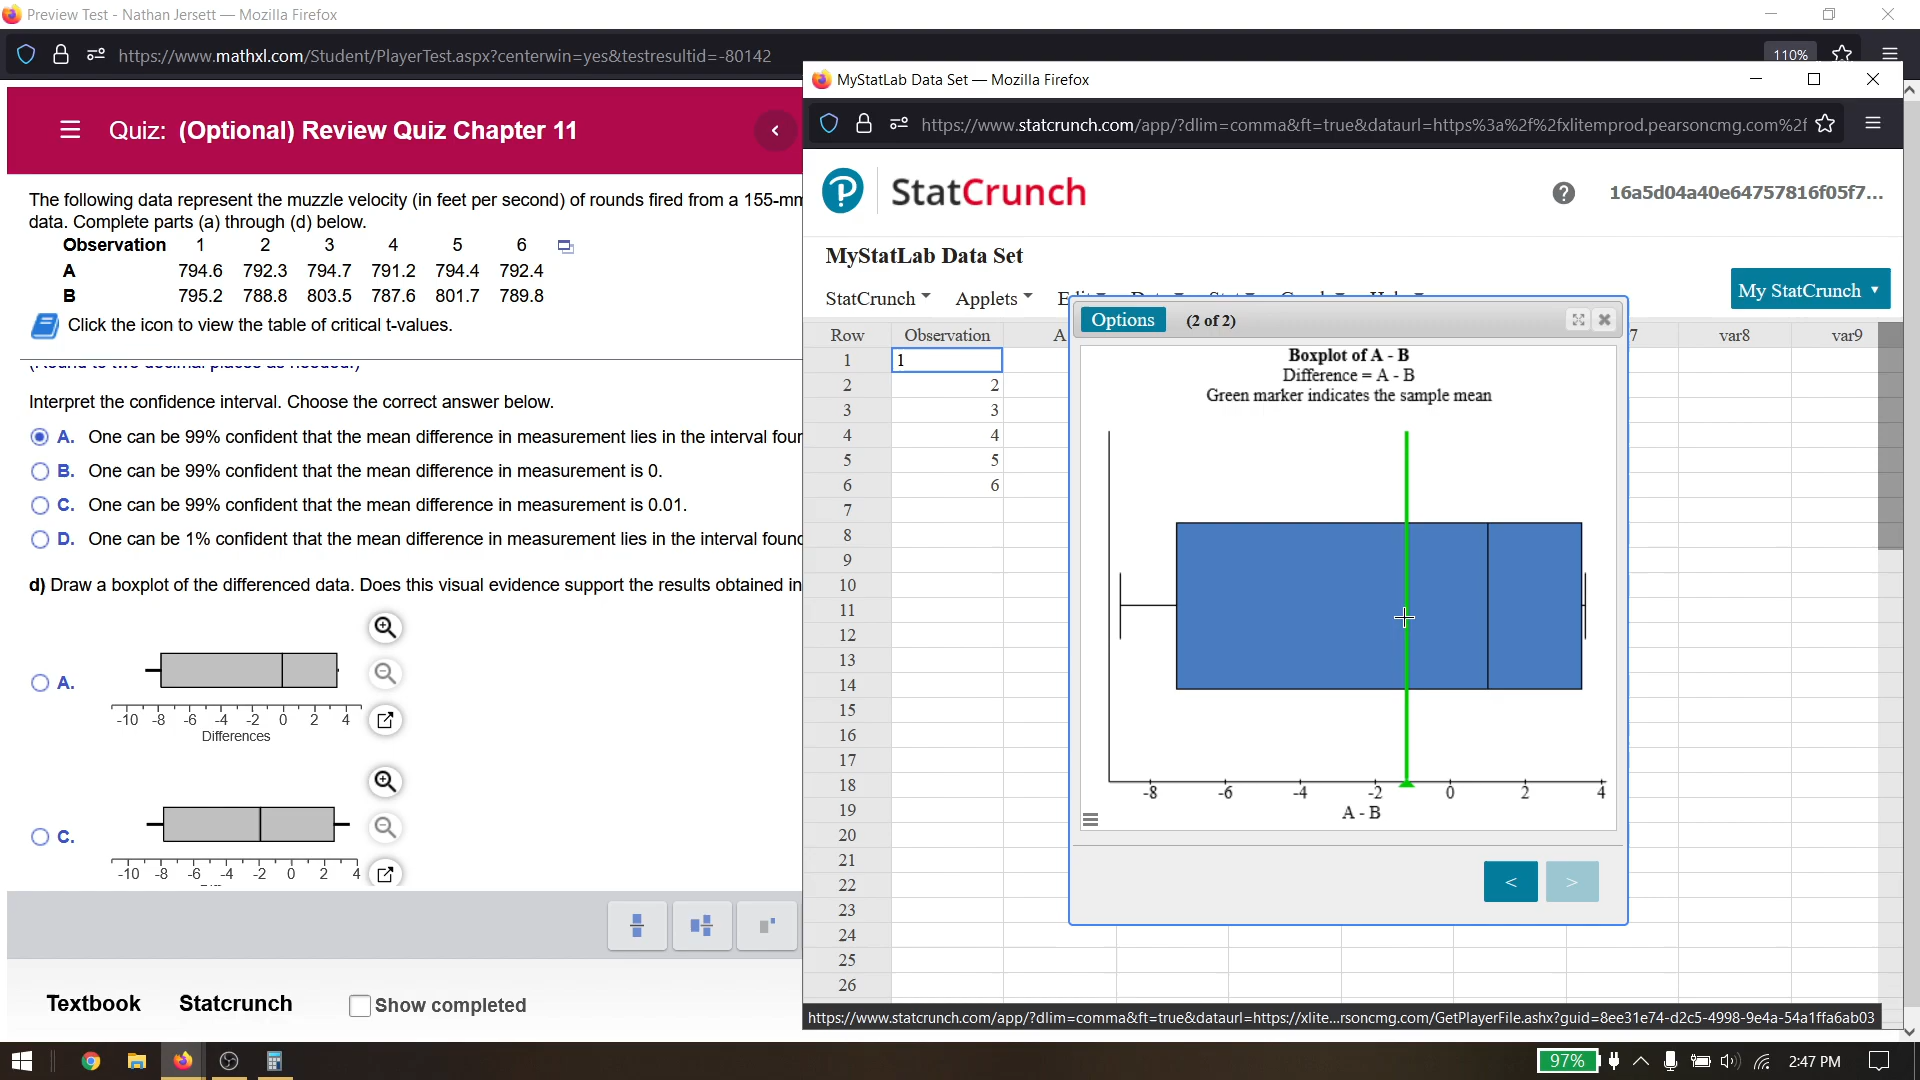 Preview Test - Nathan Jersett — Mozilla Firefox
https://www.mathxl.com/Student/PlayerTest.aspx?centerwin=yes&testresultid=-80142
110%
Quiz: (Optional) Review Quiz Chapter 11
The following data represent the muzzle velocity (in feet per second) of rounds fired from a 155-mm
data. Complete parts (a) through (d) below.
Observation 1 2 3 4 5 6
A 794.6 792.3 794.7 791.2 794.4 792.4
B 795.2 788.8 803.5 787.6 801.7 789.8
Click the icon to view the table of critical t-values.
Interpret the confidence interval. Choose the correct answer below.
A. One can be 99% confident that the mean difference in measurement lies in the interval four
B. One can be 99% confident that the mean difference in measurement is 0.
C. One can be 99% confident that the mean difference in measurement is 0.01.
D. One can be 1% confident that the mean difference in measurement lies in the interval found
d) Draw a boxplot of the differenced data. Does this visual evidence support the results obtained in
A.
-10 -8 -6 -4 -2 0 2 4
Differences
C.
-10 -8 -6 -4 -2 0 2 4
Textbook Statcrunch Show completed
MyStatLab Data Set — Mozilla Firefox
https://www.statcrunch.com/app/?dlim=comma&ft=true&dataurl=https%3a%2f%2fxlitemprod.pearsoncmg.com%2f
StatCrunch
16a5d04a40e64757816f05f7...
MyStatLab Data Set
StatCrunch Applets
My StatCrunch
Row Observation A 7 var8 var9
1 1
2 2
3 3
4 4
5 5
6 6
7
8
9
10
11
12
13
14
15
16
17
18
19
20
21
22
23
24
25
26
Options (2 of 2)
Boxplot of A - B
Difference = A - B
Green marker indicates the sample mean
-8 -6 -4 -2 0 2 4
A - B
< >
https://www.statcrunch.com/app/?dlim=comma&ft=true&dataurl=https://xlite...rsoncmg.com/GetPlayerFile.ashx?guid=8ee31e74-d2c5-4998-9e4a-54a1ffa6ab03
97%
2:47 PM